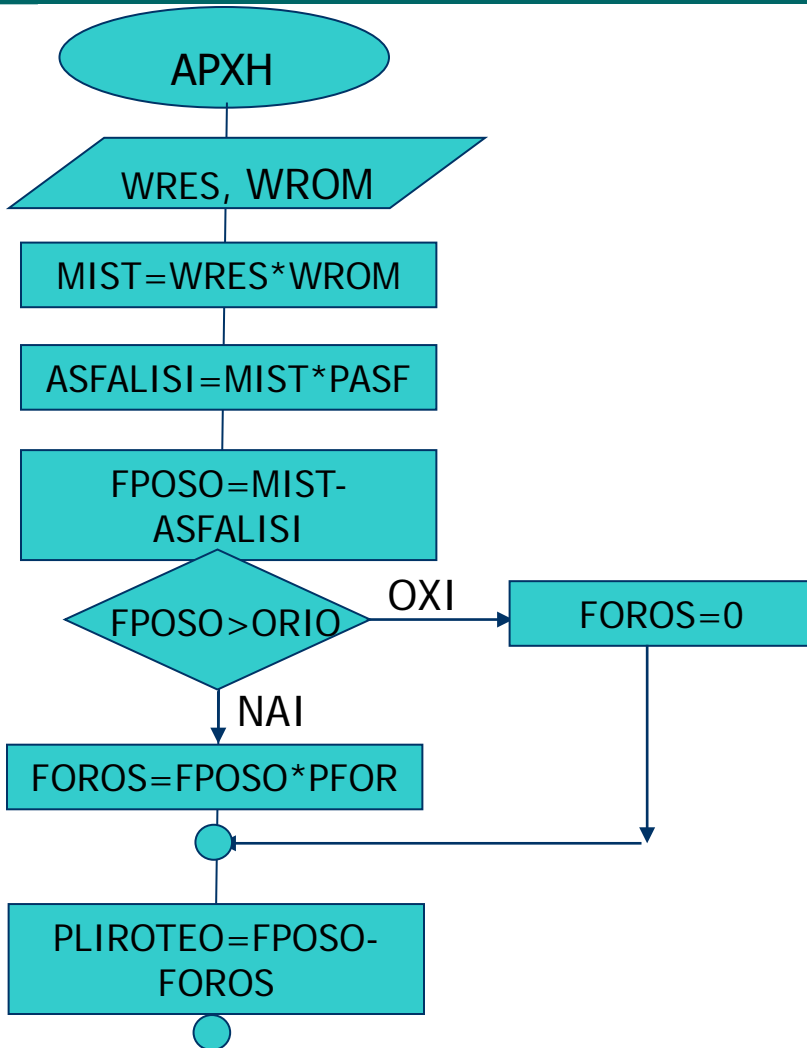 APXH
WRES, WROM
MIST=WRES*WROM
ASFALISI=MIST*PASF
FPOSO=MIST-
ASFALISI
FPOSO>ORIO
OXI
FOROS=0
NAI
FOROS=FPOSO*PFOR
PLIROTEO=FPOSO-
FOROS